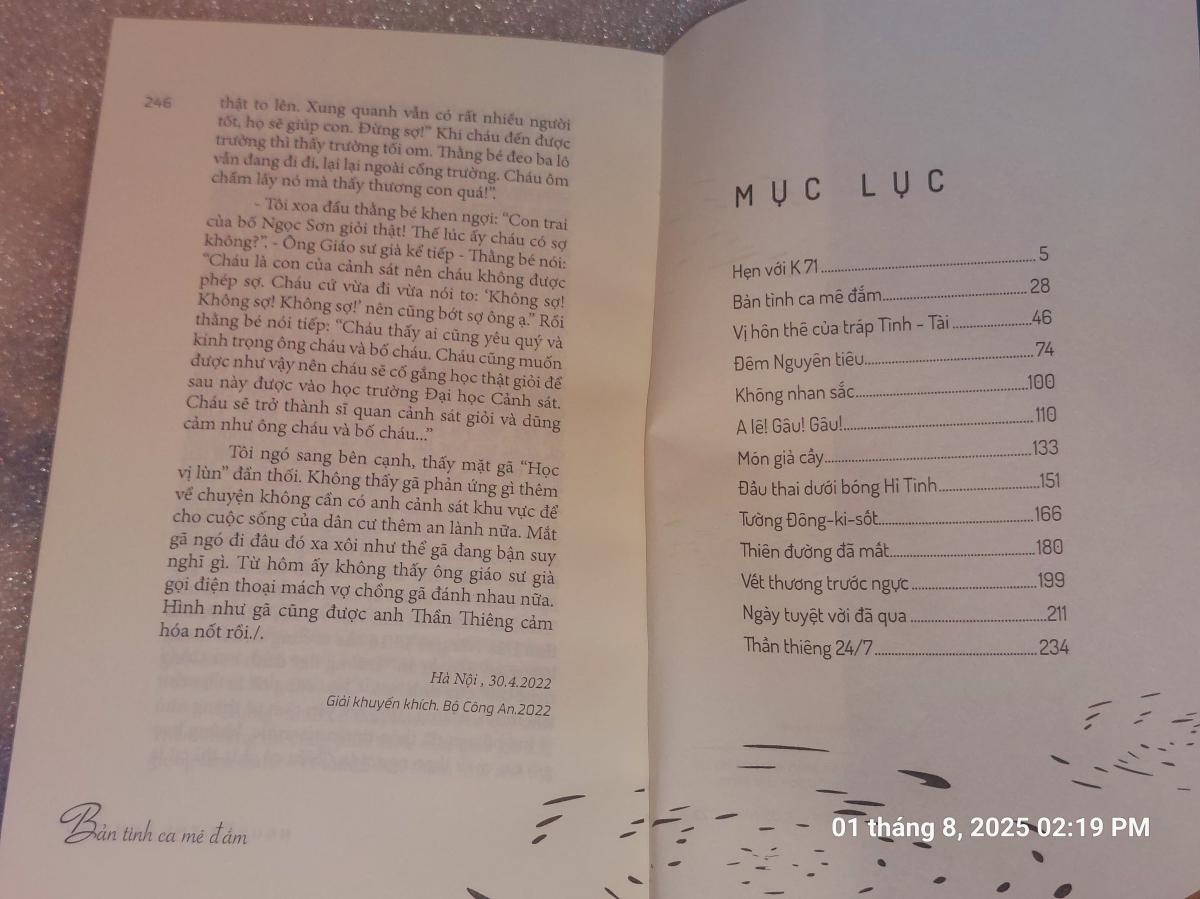 246
thật to lên. Xung quanh vẫn có rất nhiều người
tốt, họ sẽ giúp con. Đừng sợ!” Khi cháu đến được
trường thì thấy trường tối om. Thằng bé đeo ba lô
vẫn đang đi đi, lại lại ngoài cổng trường. Cháu ôm
chầm lấy nó mà thấy thương con quá!”.
- Tôi xoa đầu thằng bé khen ngợi: “Con trai
của bố Ngọc Sơn giỏi thật! Thế lúc ấy cháu có sợ
không?”. - Ông Giáo sư già kể tiếp - Thằng bé nói:
“Cháu là con của cảnh sát nên cháu không được
phép sợ. Cháu cứ vừa đi vừa nói to: ‘Không sợ!
Không sợ! Không sợ!’ nên cũng bớt sợ ông ạ.” Rồi
thằng bé nói tiếp: “Cháu thấy ai cũng yêu quý và
kính trọng ông cháu và bố cháu. Cháu cũng muốn
được như vậy nên cháu sẽ cố gắng học thật giỏi để
sau này được vào học trường Đại học Cảnh sát.
Cháu sẽ trở thành sĩ quan cảnh sát giỏi và dũng
cảm như ông cháu và bố cháu...”
Tôi ngó sang bên cạnh, thấy mặt gã “Học
vị lùn” đần thối. Không thấy gã phản ứng gì thêm
về chuyện không cần có anh cảnh sát khu vực để
cho cuộc sống của dân cư thêm an lành nữa. Mắt
gã ngó đi đâu đó xa xôi như thể gã đang bận suy
nghĩ gì. Từ hôm ấy không thấy ông giáo sư già
gọi điện thoại mách vợ chồng gã đánh nhau nữa.
Hình như gã cũng được anh Thần Thiêng cảm
hóa nốt rồi./.
Hà Nội , 30.4.2022
Giải khuyến khích. Bộ Công An.2022
Bản tình ca mê đắm
MỤC LỤC
Hẹn với K 71 5
Bản tình ca mê đắm 28
Vị hôn thê của tráp Tình - Tài 46
Đêm Nguyên tiêu 74
Không nhan sắc 100
A lê! Gâu! Gâu! 110
Món giả cầy 133
Đầu thai dưới bóng Hỉ Tinh 151
Tường Đông-ki-sốt 166
Thiên đường đã mất 180
Vết thương trước ngực 199
Ngày tuyệt vời đã qua 211
Thần thiêng 24/7 234
01 tháng 8, 2025 02:19 PM